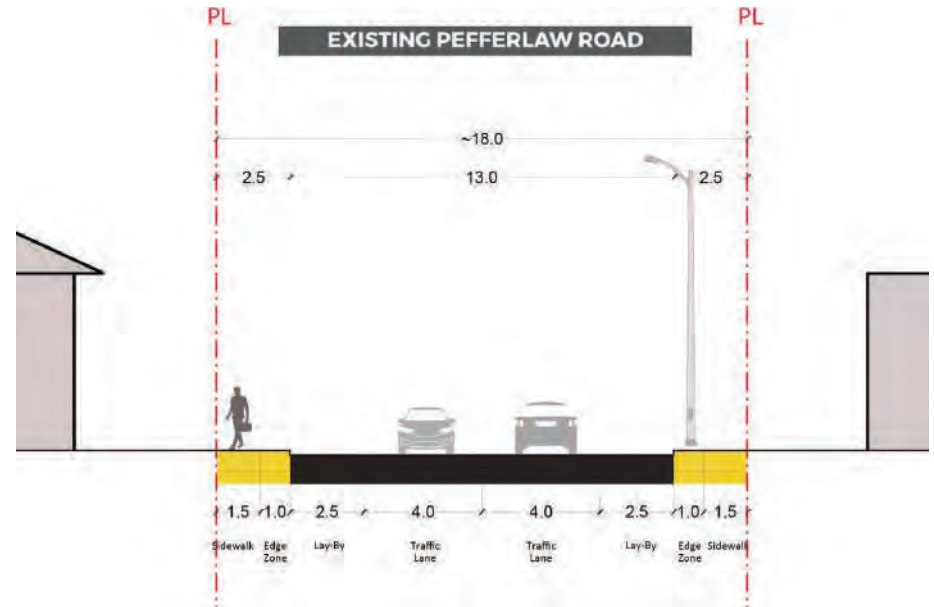 PL PL
EXISTING PEFFERLAW ROAD
~18.0
2.5 13.0 2.5
1.5 1.0 2.5 4.0 4.0 2.5 1.0 1.5
Sidewalk Edge Lay-By Traffic Traffic Lay-By Edge Sidewalk
Zone Lane Lane Zone